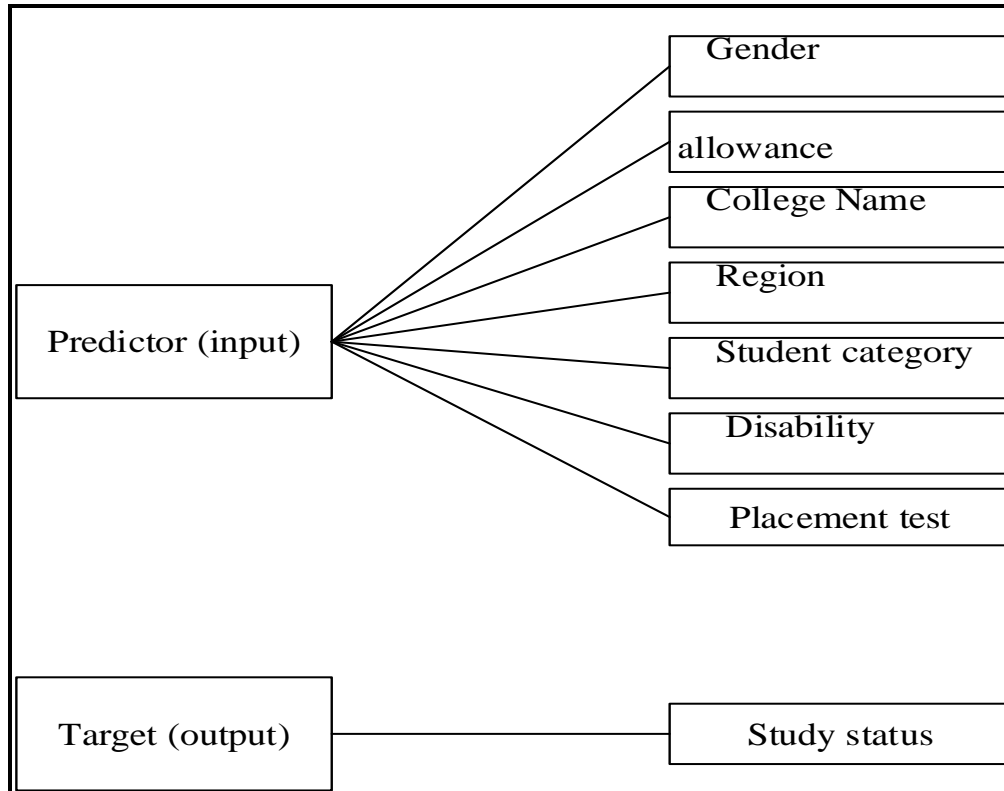 Gender
allowance
College Name
Region
Predictor (input)
Student category
Disability
Placement test
Target (output)
Study status